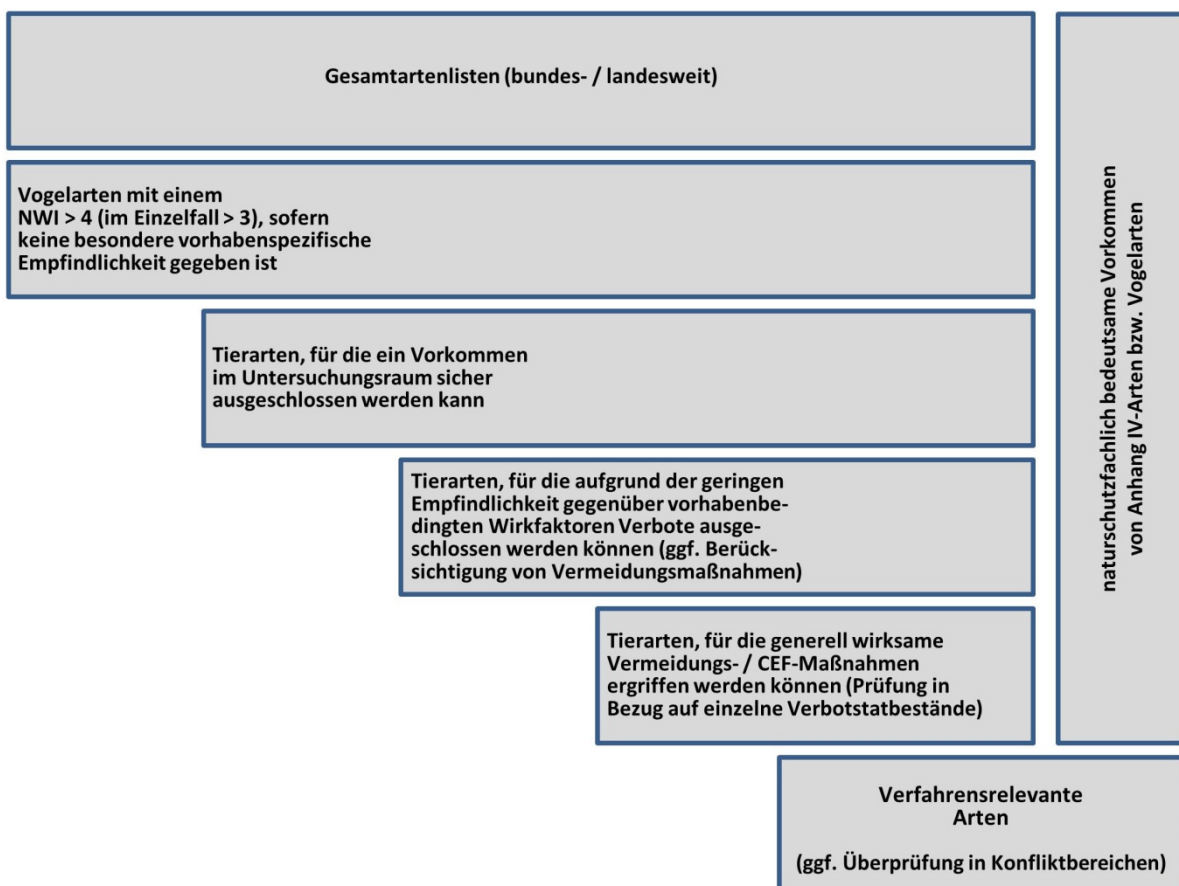 Gesamtartenlisten (bundes- / landesweit)
Vogelarten mit einem
NWI > 4 (im Einzelfall > 3), sofern
keine besondere vorhabenspezifische
Empfindlichkeit gegeben ist
Tierarten, für die ein Vorkommen
im Untersuchungsraum sicher
ausgeschlossen werden kann
Tierarten, für die aufgrund der geringen
Empfindlichkeit gegenüber vorhabenbe-
dingten Wirkfaktoren Verbote ausge-
schlossen werden können (ggf. Berück-
sichtigung von Vermeidungsmaßnahmen)
Tierarten, für die generell wirksame
Vermeidungs- / CEF-Maßnahmen
ergriffen werden können (Prüfung in
Bezug auf einzelne Verbotstatbestände)
naturschutzfachlich bedeutsame Vorkommen
von Anhang IV-Arten bzw. Vogelarten
Verfahrensrelevante
Arten
(ggf. Überprüfung in Konfliktbereichen)